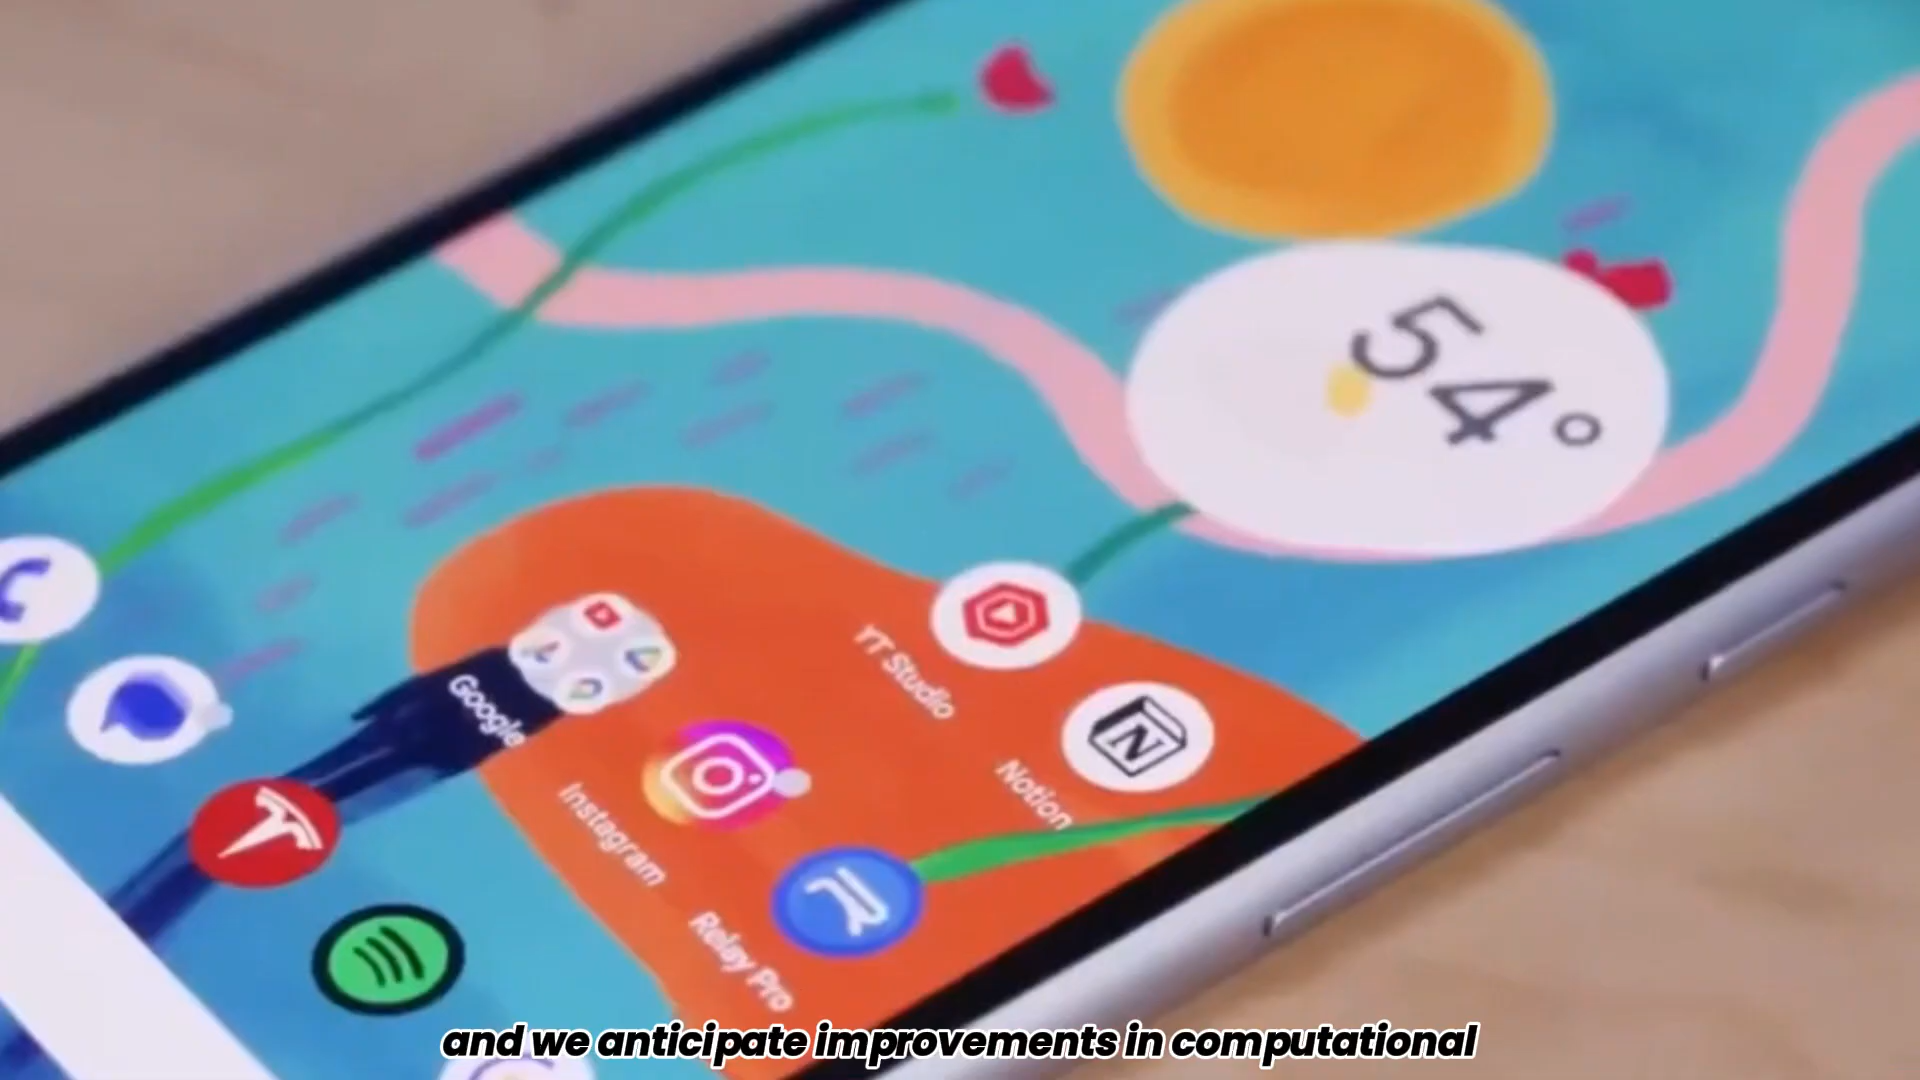 54°
YT Studio
Notion
Google
Instagram
Relay Pro
and we anticipate improvements in computational